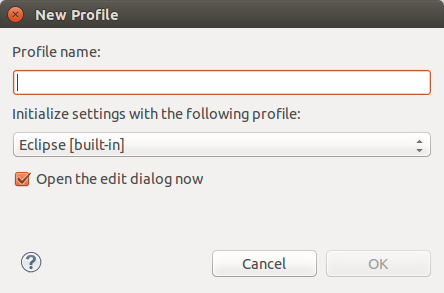 New Profile
Profile name:
Initialize settings with the following profile:
Eclipse [built-in]
Open the edit dialog now
?
Cancel
OK